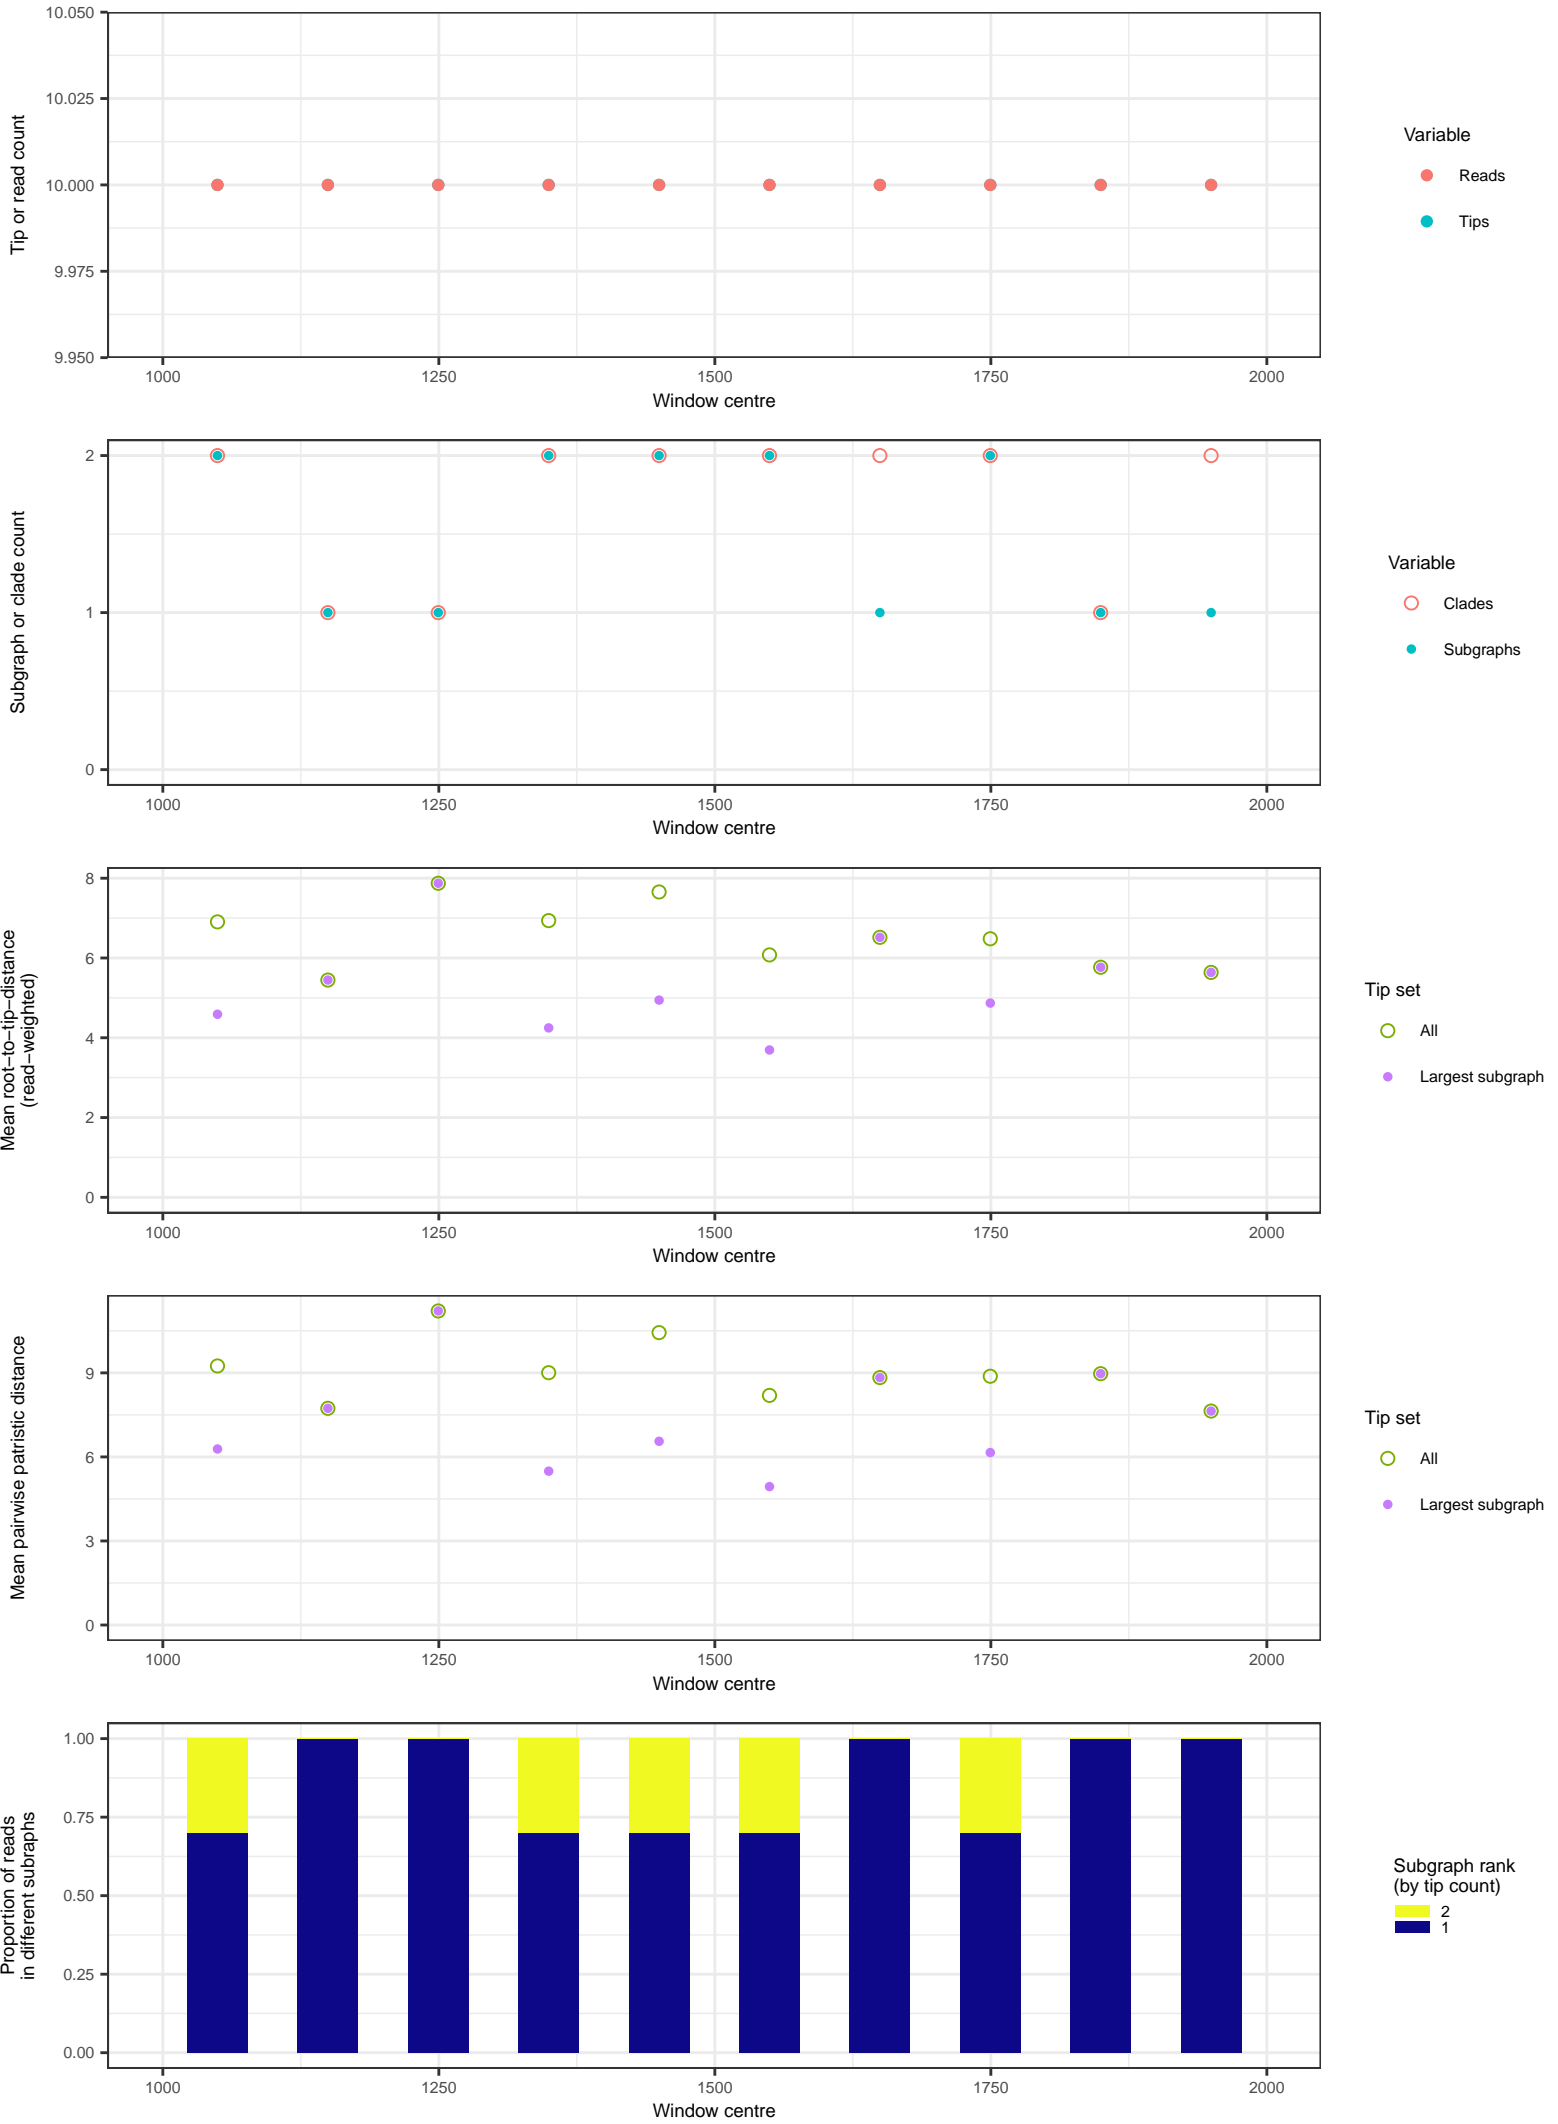 10.050
10.025
10.000
9.975
9.950
Tip or read count
1000 1250 1500 1750 2000
Window centre
Variable
Reads
Tips
2
1
0
Subgraph or clade count
1000 1250 1500 1750 2000
Window centre
Variable
Clades
Subgraphs
8
6
4
2
0
Mean root−to−tip−distance
(read−weighted)
1000 1250 1500 1750 2000
Window centre
Tip set
All
Largest subgraph
9
6
3
0
Mean pairwise patristic distance
1000 1250 1500 1750 2000
Window centre
Tip set
All
Largest subgraph
1.00
0.75
0.50
0.25
0.00
Proportion of reads
in different subraphs
1000 1250 1500 1750 2000
Window centre
Subgraph rank
(by tip count)
2
1